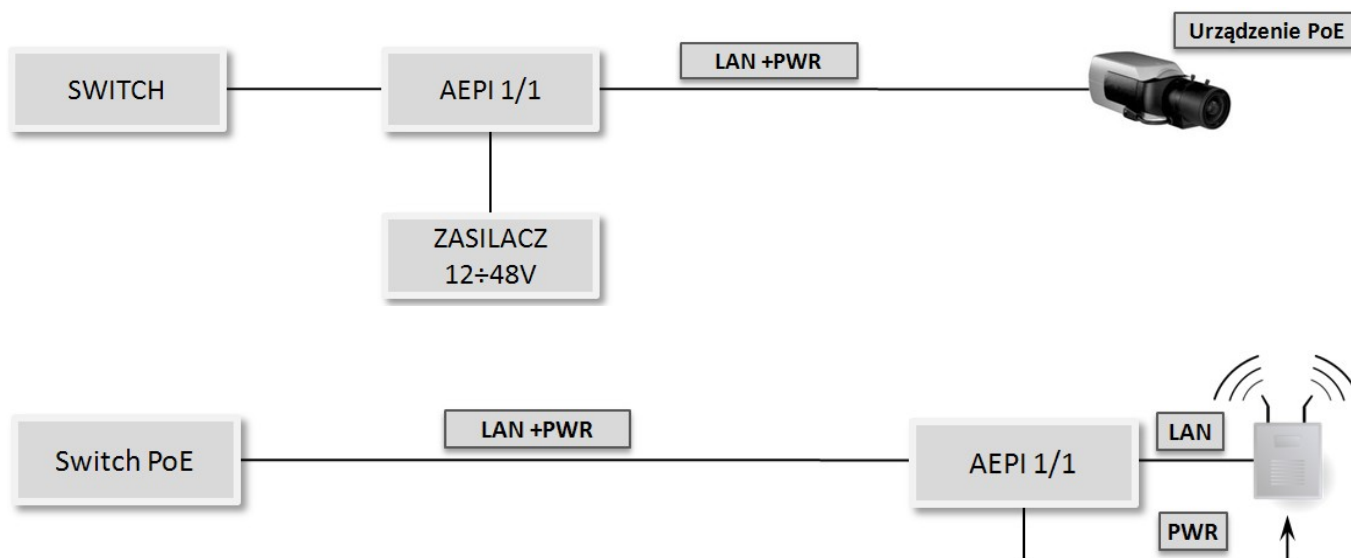 Urządzenie PoE
SWITCH
AEPI 1/1
LAN +PWR
ZASILACZ
12÷48V
Switch PoE
LAN +PWR
AEPI 1/1
LAN
PWR